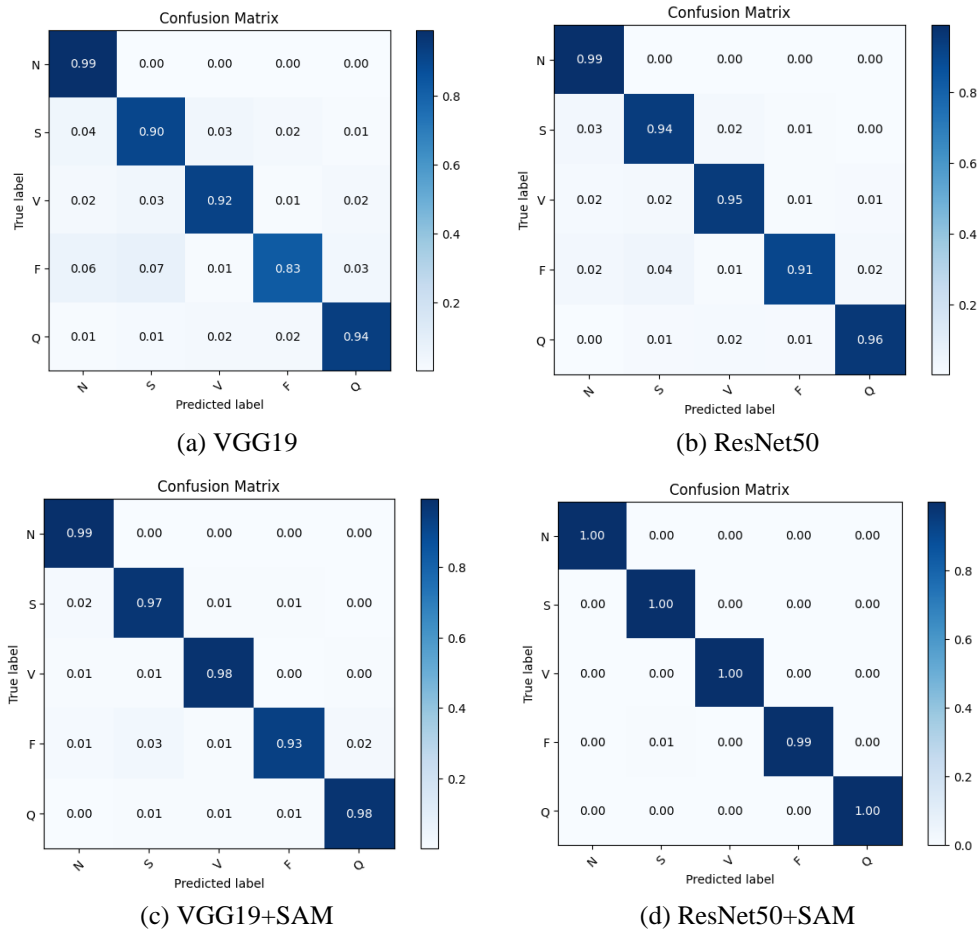 Confusion Matrix
N 0.99 0.00 0.00 0.00 0.00
S 0.04 0.90 0.03 0.02 0.01
V 0.02 0.03 0.92 0.01 0.02
F 0.06 0.07 0.01 0.83 0.03
Q 0.01 0.01 0.02 0.02 0.94
N S V F Q
True label
Predicted label
0.8
0.6
0.4
0.2
(a) VGG19
Confusion Matrix
N 0.99 0.00 0.00 0.00 0.00
S 0.03 0.94 0.02 0.01 0.00
V 0.02 0.02 0.95 0.01 0.01
F 0.02 0.04 0.01 0.91 0.02
Q 0.00 0.01 0.02 0.01 0.96
N S V F Q
True label
Predicted label
0.8
0.6
0.4
0.2
(b) ResNet50
Confusion Matrix
N 0.99 0.00 0.00 0.00 0.00
S 0.02 0.97 0.01 0.01 0.00
V 0.01 0.01 0.98 0.00 0.00
F 0.01 0.03 0.01 0.93 0.02
Q 0.00 0.01 0.01 0.01 0.98
N S V F Q
True label
Predicted label
0.8
0.6
0.4
0.2
(c) VGG19+SAM
Confusion Matrix
N 1.00 0.00 0.00 0.00 0.00
S 0.00 1.00 0.00 0.00 0.00
V 0.00 0.00 1.00 0.00 0.00
F 0.00 0.01 0.00 0.99 0.00
Q 0.00 0.00 0.00 0.00 1.00
N S V F Q
True label
Predicted label
0.8
0.6
0.4
0.2
0.0
(d) ResNet50+SAM